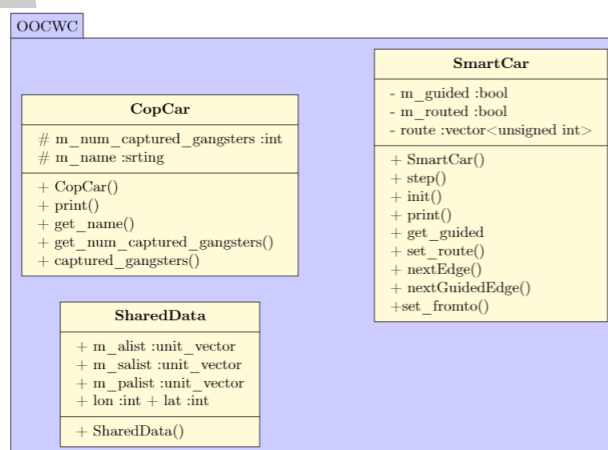 OOCWC
CopCar
# m_num_captured_gangsters :int
# m_name :srting
+ CopCar()
+ print()
+ get_name()
+ get_num_captured_gangsters()
+ captured_gangsters()
SmartCar
- m_guided :bool
- m_routed :bool
- route :vector<unsigned int>
+ SmartCar()
+ step()
+ init()
+ print()
+ get_guided
+ set_route()
+ nextEdge()
+ nextGuidedEdge()
+set_fromto()
SharedData
+ m_alist :unit_vector
+ m_salist :unit_vector
+ m_palist :unit_vector
+ lon :int + lat :int
+ SharedData()